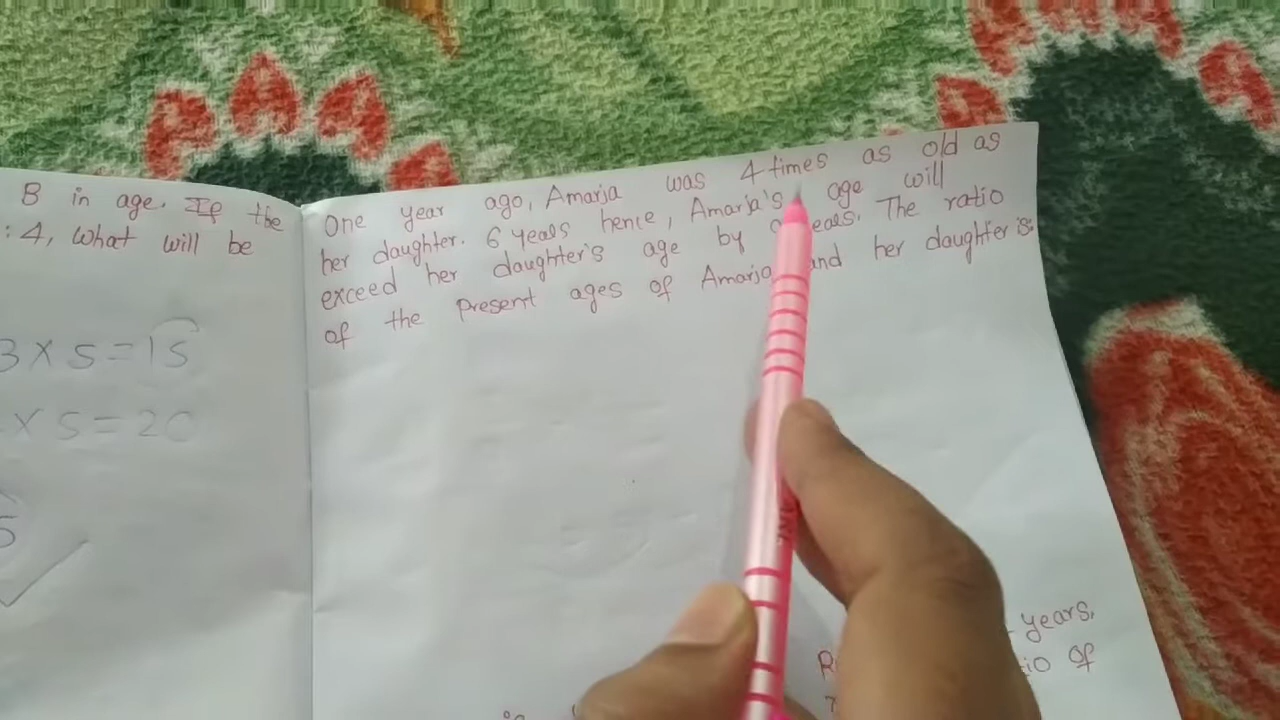 B in age. If the
: 4, What will be
3 x 5 = 15
x 5 = 20
5
One year ago, Amarja was 4 times as old as
her daughter. 6 years hence, Amarja's age will
exceed her daughter's age by years. The ratio
of the present ages of Amarja and her daughter is:
years.
io of